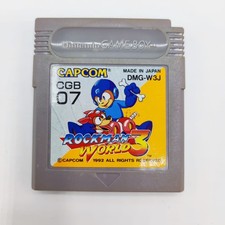 Nintendo GAME BOY
CAPCOM
MADE IN JAPAN
DMG-W3J
CGB
07
ROCKMAN
WORLD 3
©CAPCOM 1992 ALL RIGHTS RESERVED